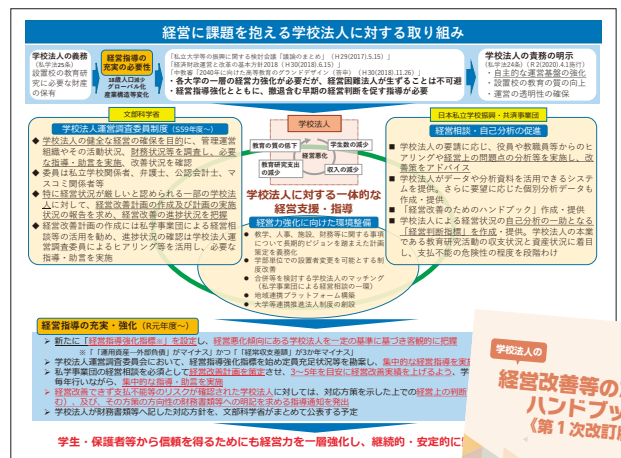 経営に課題を抱える学校法人に対する取り組み
学校法人の義務
(私学法25条)
設置校の教育研
究に必要な財産
の保有
経営指導の
充実の必要性
18歳人口減少
グローバル化
産業構造等変化
「私立大学等の振興に関する検討会議「議論のまとめ」(H29(2017).5.15)」
「経済財政運営と改革の基本方針2018(H30(2018).6.15)」
「中教審「2040年に向けた高等教育のグランドデザイン(答申)(H30(2018).11.26)」
・各大学の一層の経営力強化が必要だが、経営困難法人が生ずることは不可避
・経営指導強化とともに、撤退含む早期の経営判断を促す指導が必要
学校法人の責務の明示
(私学法24条)(R2(2020).4.1施行)
・自主的な運営基盤の強化
・設置校の教育の質の向上
・運営の透明性の確保
文部科学省
学校法人運営調査委員制度(S59年度~)
◆ 学校法人の健全な経営の確保を目的に、管理運営
組織やその活動状況、財務状況等を調査し、必要
な指導・助言を実施、改善状況を確認
◆ 委員は私立学校関係者、弁護士、公認会計士、マ
スコミ関係者等
◆ 特に経営状況が厳しいと認められる一部の学校法
人に対して、経営改善計画の作成及び計画の実施
状況の報告を求め、経営改善の進捗状況を把握
◆ 経営改善計画の作成には私学事業団による経営相
談等の活用を勧め、進捗状況の確認は学校法人運
営調査委員によるヒアリング等を活用し、必要な
指導・助言を実施
学校法人
教育の質の低下
学生数の減少
経営悪化
教育研究支出
の減少
収入の減少
学校法人に対する一体的な
経営支援・指導
経営力強化に向けた環境整備
● 教学、人事、施設、財務等に関する事項
について長期的ビジョンを踏まえた計画
策定を義務化
● 学部単位での設置者変更を可能とする制
度改善
● 合併等を検討する学校法人のマッチング
(私学事業団による経営相談の一環)
● 地域連携プラットフォーム構築
● 大学等連携推進法人制度の創設
日本私立学校振興・共済事業団
経営相談・自己分析の促進
■ 学校法人の要請に応じ、役員や教職員等からのヒ
アリングや経営上の問題点の分析等を実施し、改
善策をアドバイス
■ 学校法人がデータや分析資料を活用できるシステ
ムを提供。さらに要望に応じた個別分析データも
作成・提供
■ 「経営改善のためのハンドブック」作成・提供
■ 学校法人による経営状況の自己分析の一助となる
「経営判断指標」を作成・提供。学校法人の本業
である教育研究活動の収支状況と資産状況に着目
し、支払不能の危険性の程度を段階わけ
経営指導の充実・強化(R元年度~)
➢ 新たに「経営指導強化指標※」を設定し、経営悪化傾向にある学校法人を一定の基準に基づき客観的に把握
※「『運用資産－外部負債』がマイナス」かつ「『経常収支差額』が3か年マイナス」
➢ 学校法人運営調査委員会において、経営指導強化指標を始め定員充足状況等を勘案し、集中的な経営指導を実施
➢ 私学事業団の経営相談を必須として経営改善計画を策定させ、3~5年を目安に経営改善実績を上げるよう、学
毎年行いながら、集中的な指導・助言を実施
➢ 経営改善できず支払不能等のリスクが確認された学校法人に対しては、対応方策を示した上での経営上の判断
む)、及び、その方策の方向性の財務書類等への明記を求める指導通知を発出
➢ 学校法人が財務書類等へ記した対応方針を、文部科学省がまとめて公表する予定
学生・保護者等から信頼を得るためにも経営力を一層強化し、継続的・安定的に
学校法人の
経営改善等の
ハンドブッ
《第1次改訂